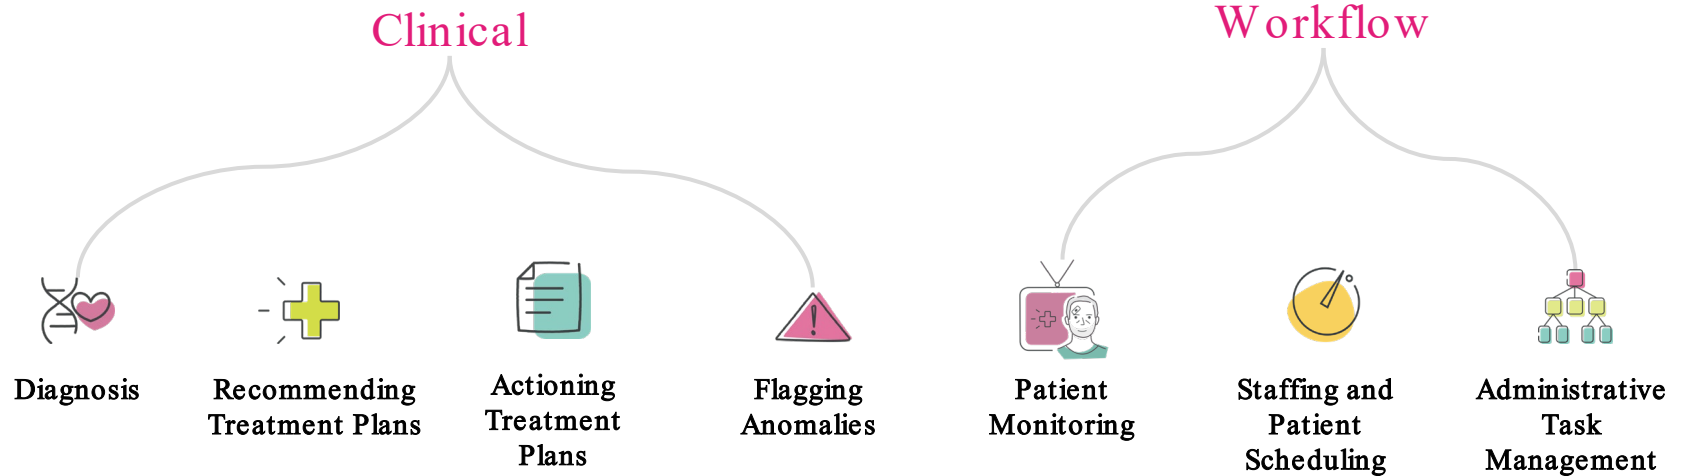 Clinical
Workflow
Diagnosis
Recommending
Treatment Plans
Actioning
Treatment
Plans
Flagging
Anomalies
Patient
Monitoring
Staffing and
Patient
Scheduling
Administrative
Task
Management